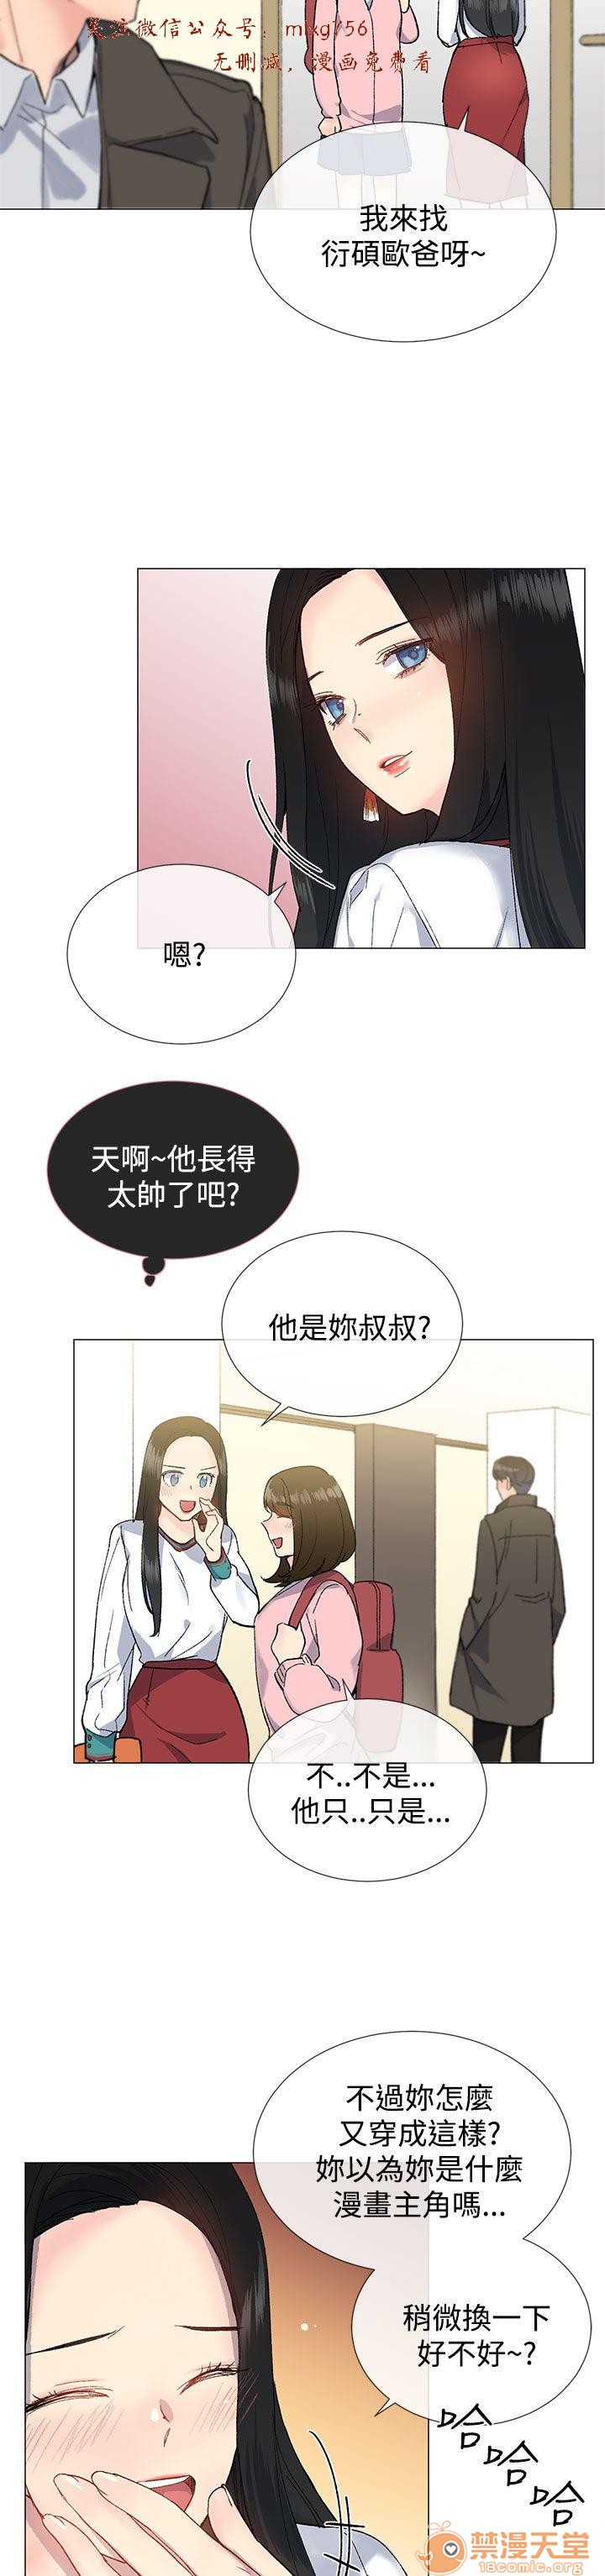 关注微信公众号：mlxg756
无删减，漫画免费看
我來找
衍碩歐爸呀~
嗯?
天啊~他長得
太帥了吧?
他是妳叔叔?
不..不是...
他只..只是...
不過妳怎麼
又穿成這樣?
妳以為妳是什麼
漫畫主角嗎...
稍微換一下
好不好~?
哈
哈
哈
禁漫天堂
18comic.org